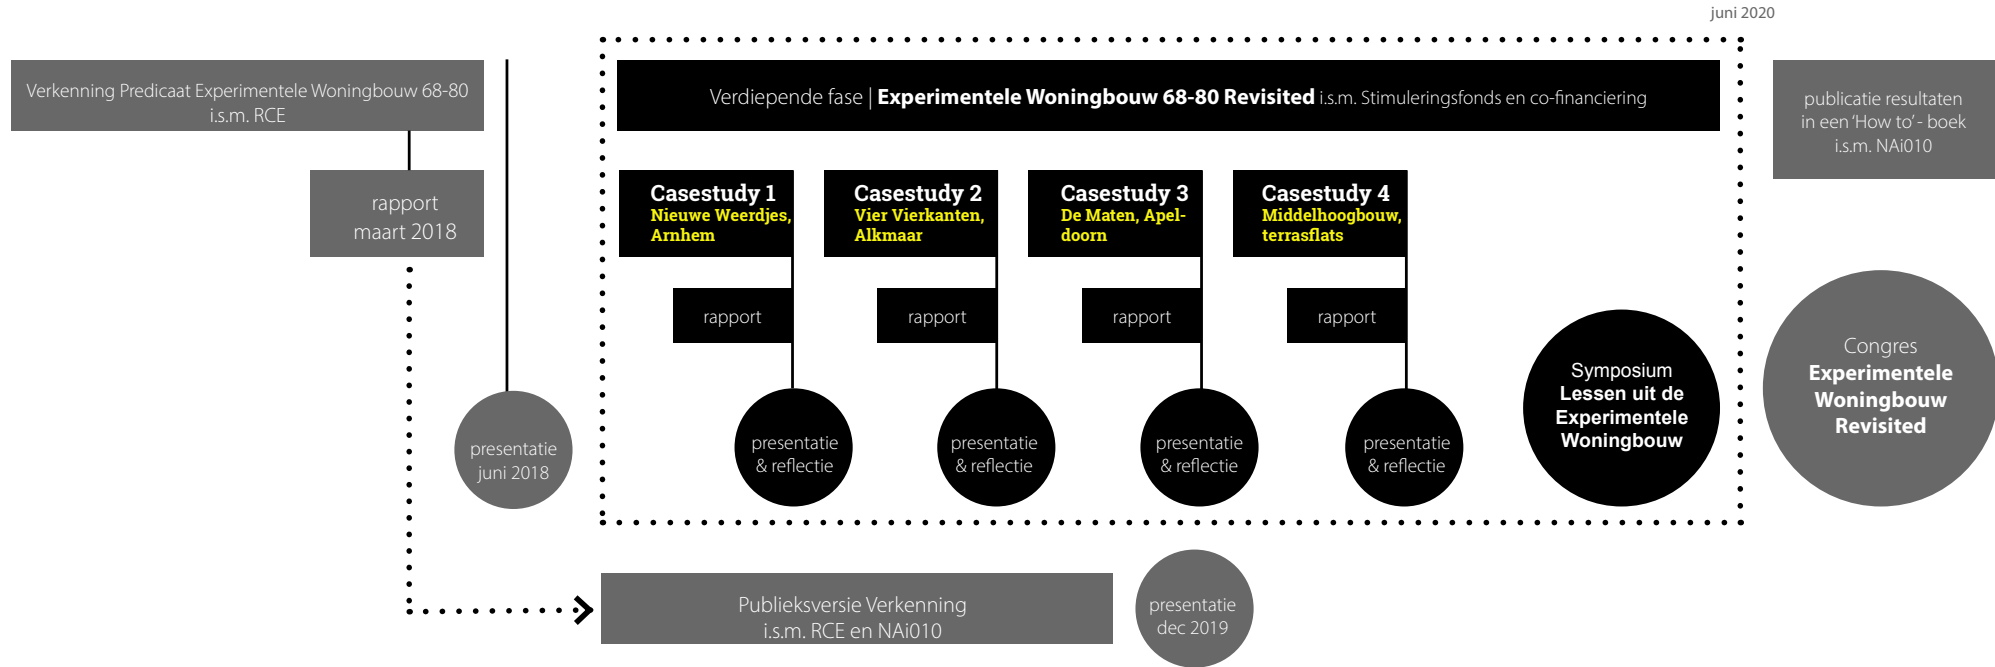 juni 2020
Verkenning Predicaat Experimentele Woningbouw 68-80
i.s.m. RCE
rapport
maart 2018
presentatie
juni 2018
Verdiepende fase | Experimentele Woningbouw 68-80 Revisited i.s.m. Stimuleringsfonds en co-financiering
Casestudy 1
Nieuwe Weerdjes,
Arnhem
rapport
presentatie
& reflectie
Casestudy 2
Vier Vierkanten,
Alkmaar
rapport
presentatie
& reflectie
Casestudy 3
De Maten, Apel-
doorn
rapport
presentatie
& reflectie
Casestudy 4
Middelhoogbouw,
terrasflats
rapport
presentatie
& reflectie
Symposium
Lessen uit de
Experimentele
Woningbouw
publicatie resultaten
in een ‘How to’ - boek
i.s.m. NAi010
Congres
Experimentele
Woningbouw
Revisited
Publieksversie Verkenning
i.s.m. RCE en NAi010
presentatie
dec 2019